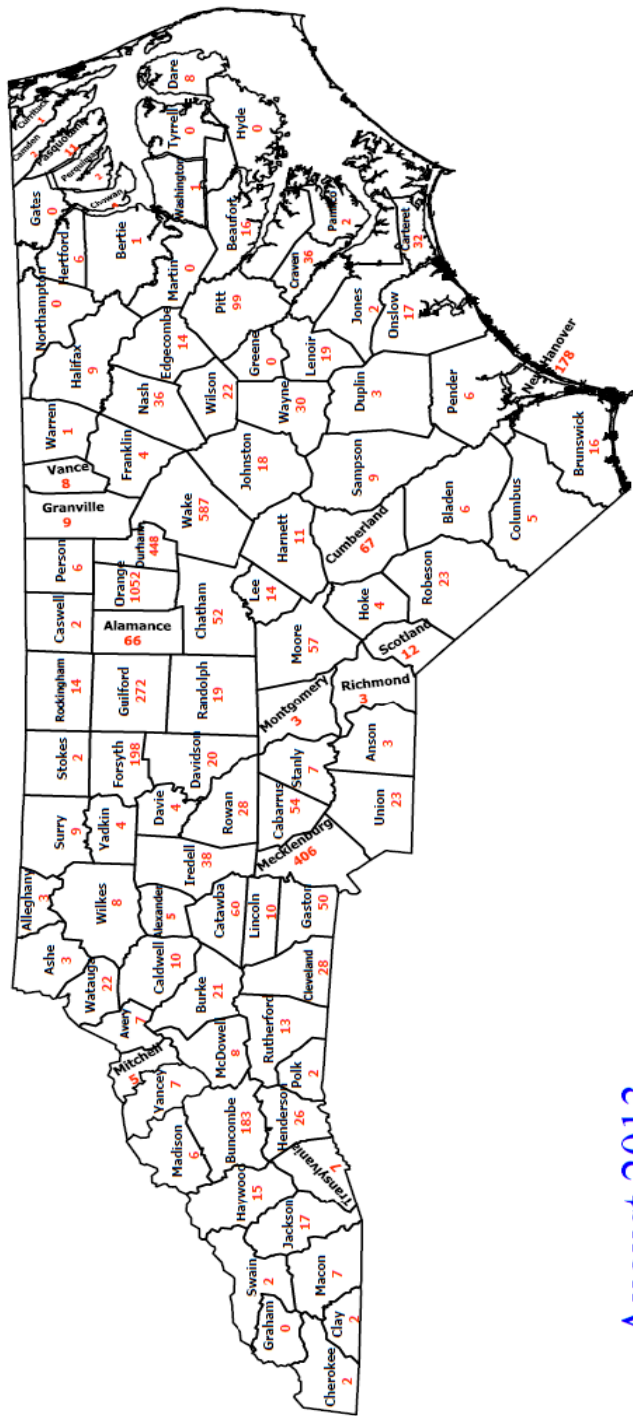 Cherokee
2
Graham
0
Clay
2
Swain
2
Macon
7
Jackson
17
Haywood
15
Transylvania
Madison
6
Buncombe
183
Henderson
26
Yancey
7
Mitchell
5
McDowell
8
Polk
2
Rutherford
13
Avery
7
Burke
21
Cleveland
28
Watauga
22
Caldwell
10
Ashe
3
Alleghany
3
Wilkes
8
Alexander
5
Catawba
60
Lincoln
10
Gaston
50
Surry
9
Yadkin
4
Iredell
38
Davie
4
Rowan
28
Mecklenburg
406
Cabarrus
54
Stanly
7
Union
23
Anson
3
Stokes
2
Forsyth
198
Davidson
20
Rockingham
14
Guilford
272
Randolph
19
Montgomery
3
Richmond
3
Caswell
2
Alamance
66
Chatham
52
Moore
57
Scotland
12
Hoke
4
Person
6
Orange
1052
Durham
448
Lee
14
Granville
9
Vance
8
Wake
587
Harnett
11
Cumberland
67
Robeson
23
Warren
1
Franklin
4
Johnston
18
Sampson
9
Bladen
6
Columbus
5
Brunswick
16
Northampton
0
Halifax
9
Nash
36
Edgecombe
14
Wilson
22
Wayne
30
Greene
0
Lenoir
19
Duplin
3
Pender
6
New Hanover
178
Jones
2
Onslow
17
Hertford
6
Gates
0
Bertie
1
Martin
0
Pitt
99
Craven
36
Pamlico
2
Carteret
32
Beaufort
16
Washington
1
Tyrrell
0
Hyde
0
Dare
8
Chowan
Perquimans
2
Pasquotank
11
Camden
Currituck
1
August 2013